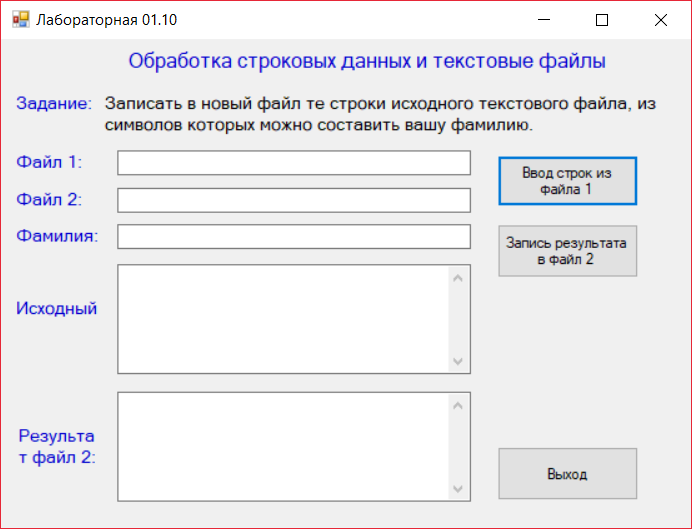 Лабораторная 01.10
Обработка строковых данных и текстовые файлы
Задание: Записать в новый файл те строки исходного текстового файла, из
символов которых можно составить вашу фамилию.
Файл 1:
Ввод строк из
файла 1
Файл 2:
Фамилия:
Запись результата
в файл 2
Исходный
Результа
т файл 2:
Выход